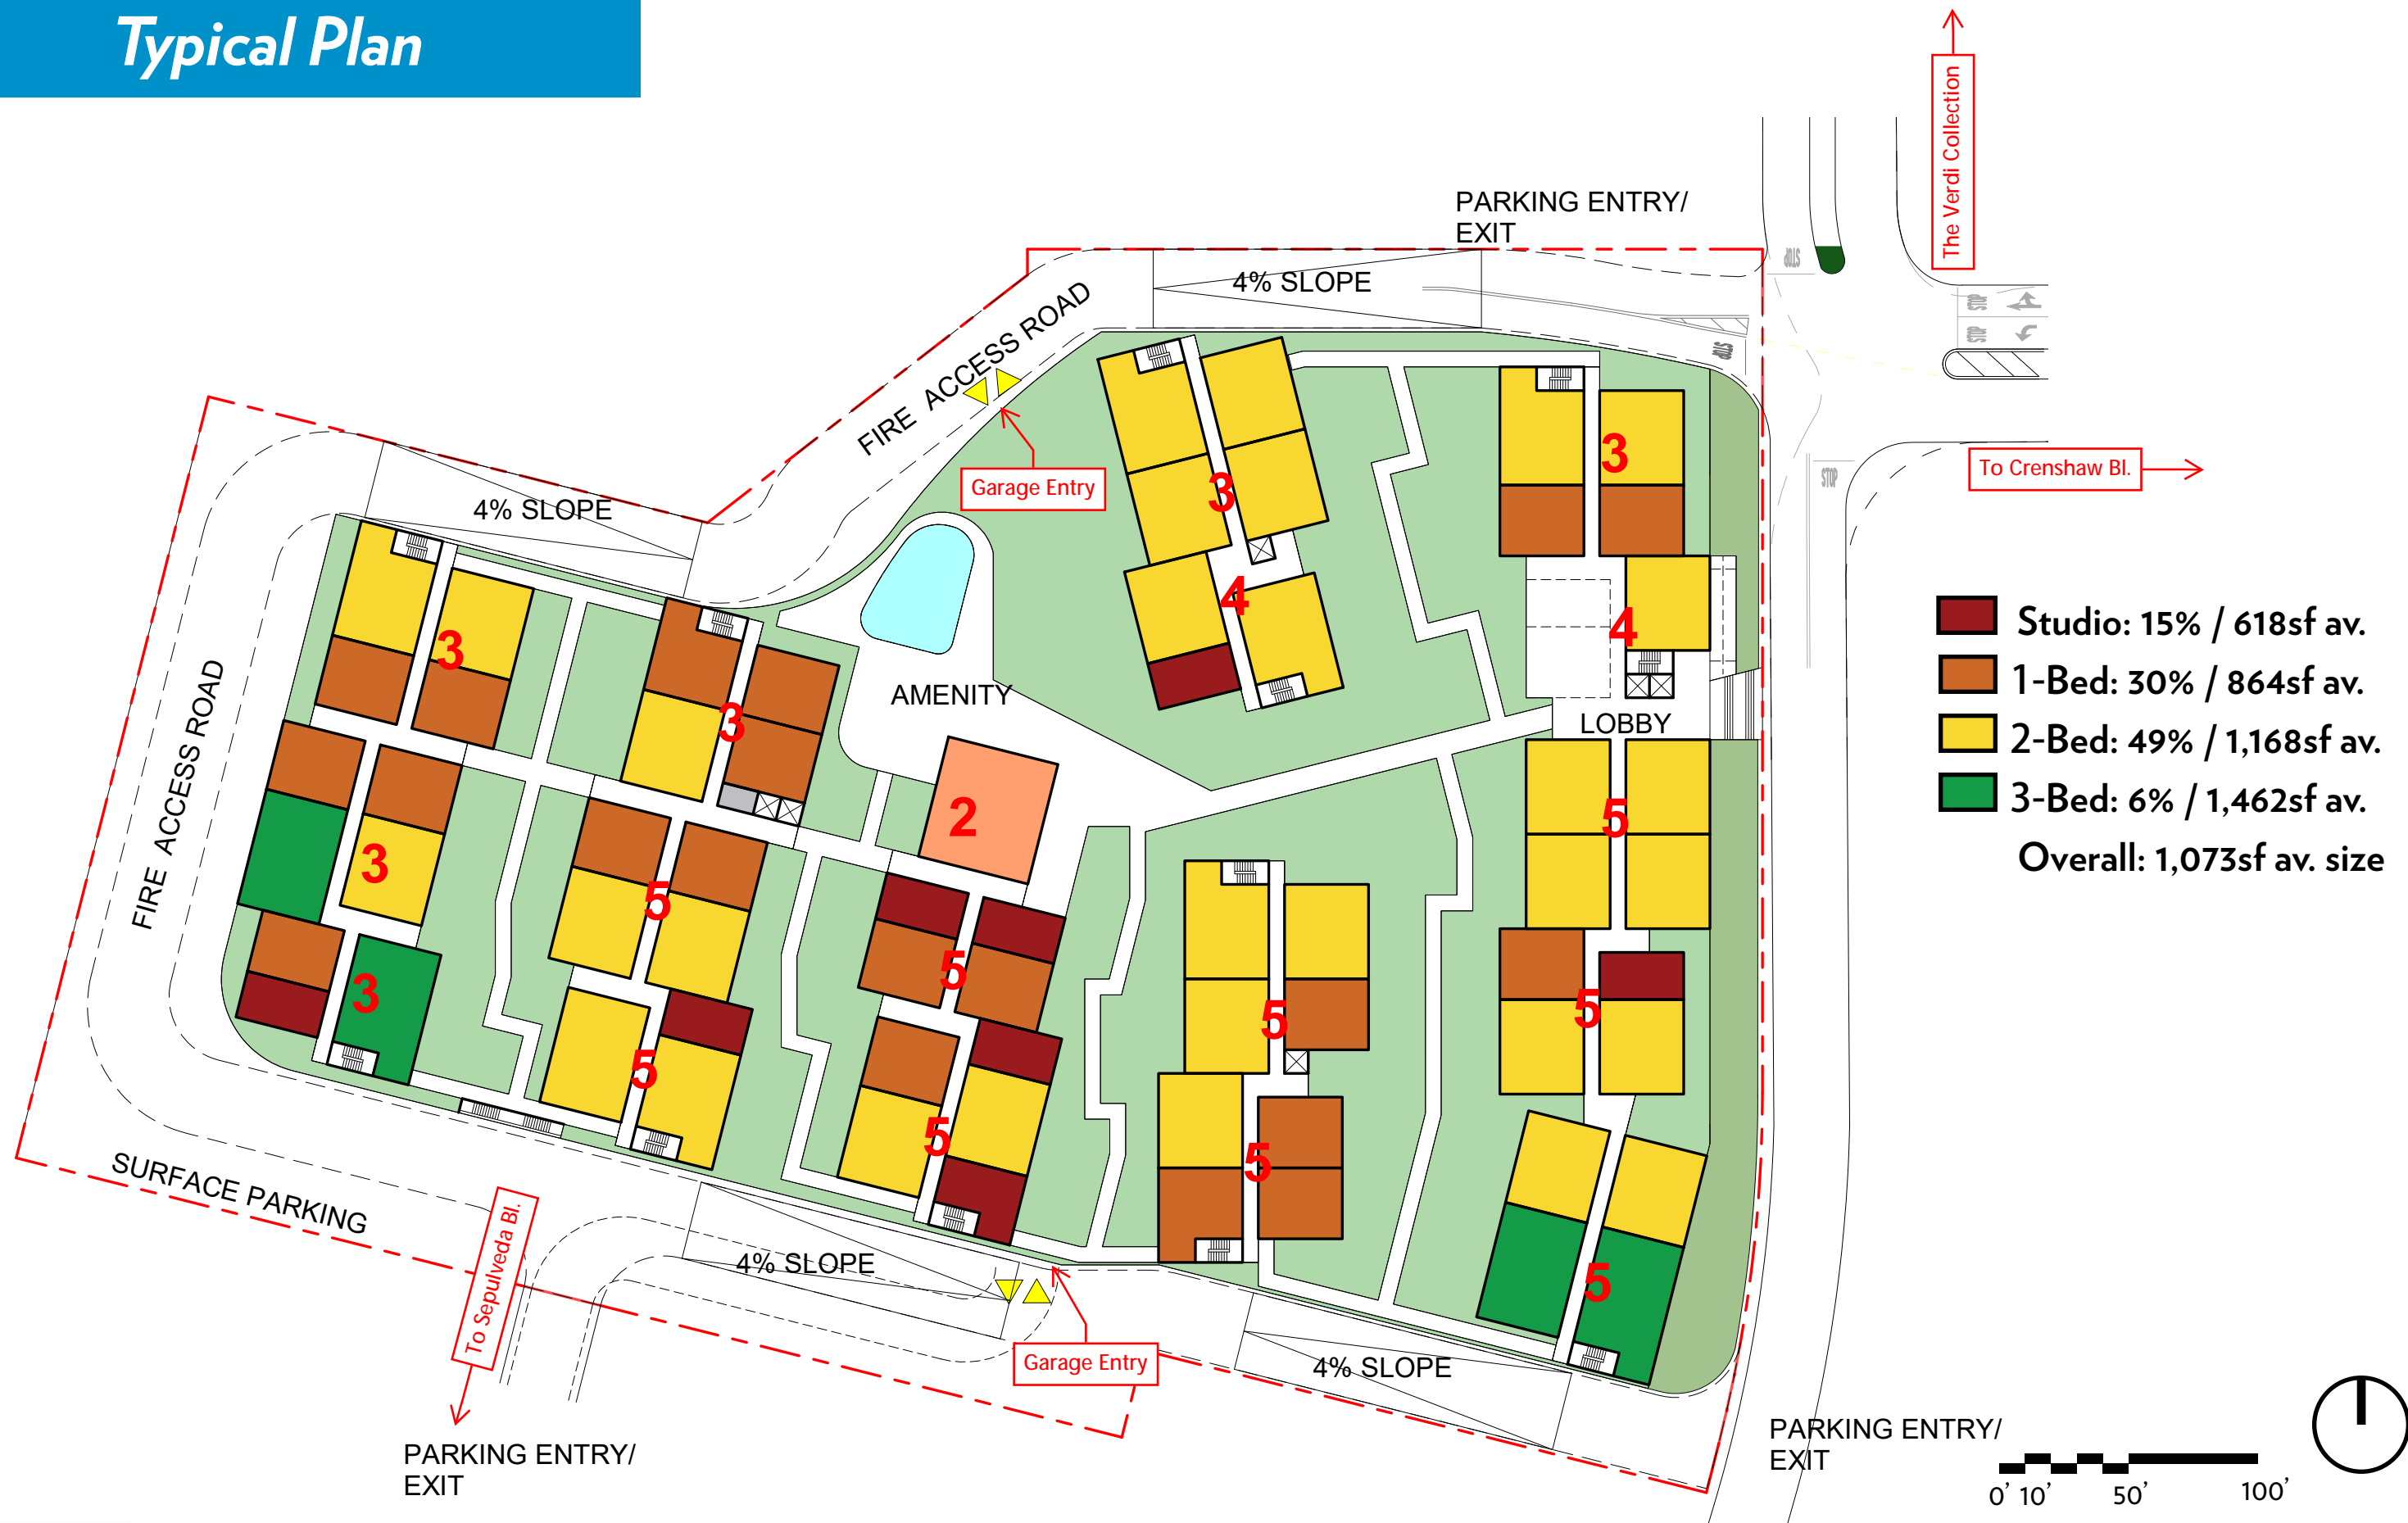 Typical Plan
The Verdi Collection
PARKING ENTRY/
EXIT
STOP
4% SLOPE
STOP
STOP
STOP
FIRE ACCESS ROAD
3
To Crenshaw Bl.
STOP
Garage Entry
3
4% SLOPE
4
4
3
3
AMENITY
LOBBY
FIRE ACCESS ROAD
2
5
3
5
5
3
5
5
5
5
5
5
Studio: 15% / 618sf av.
1-Bed: 30% / 864sf av.
2-Bed: 49% / 1,168sf av.
3-Bed: 6% / 1,462sf av.
Overall: 1,073sf av. size
SURFACE PARKING
To Sepulveda Bl.
4% SLOPE
Garage Entry
4% SLOPE
PARKING ENTRY/
EXIT
PARKING ENTRY/
EXIT
0' 10' 50' 100'